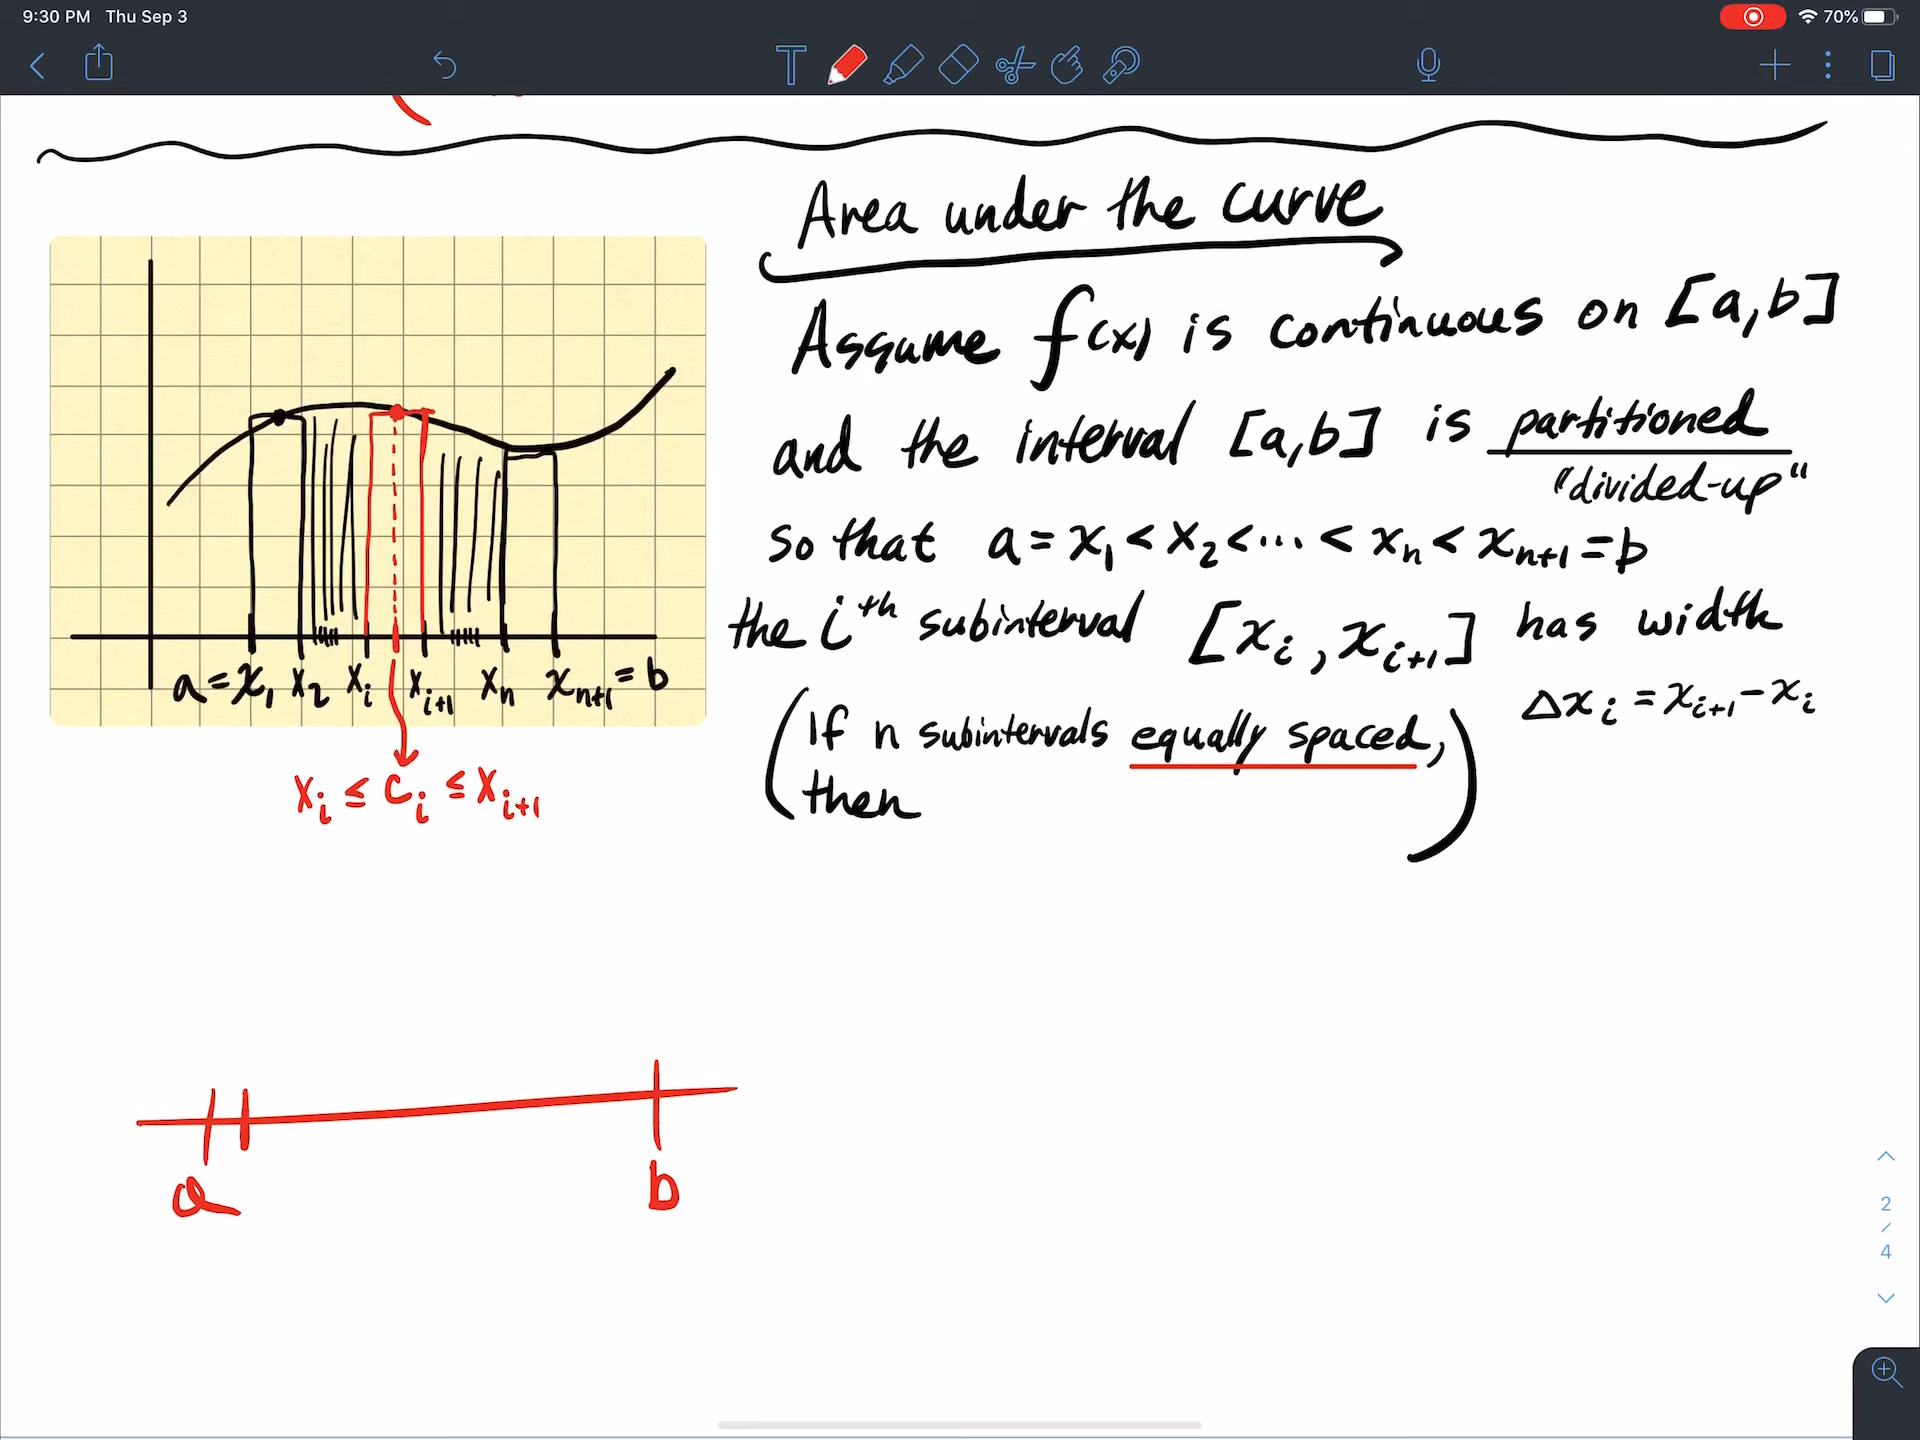 9:30 PM Thu Sep 3
70%
T
Area under the curve
Assume f(x) is continuous on [a,b]
and the interval [a,b] is partitioned
"divided-up"
so that a = x₁ < x₂ < ... < xₙ < xₙ₊₁ = b
the iᵗʰ subinterval [xᵢ, xᵢ₊₁] has width
Δxᵢ = xᵢ₊₁ - xᵢ
(If n subintervals equally spaced,
then )
a = x₁ x₂ xᵢ xᵢ₊₁ xₙ xₙ₊₁ = b
xᵢ ≤ cᵢ ≤ xᵢ₊₁
a b
2
/
4